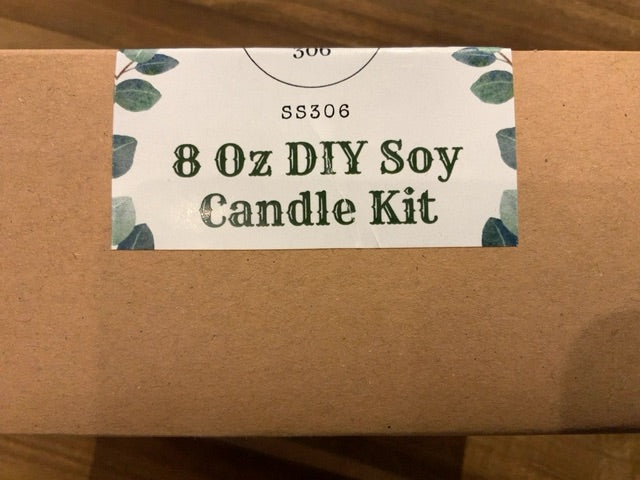 306
SS306
8 Oz DIY Soy
Candle Kit